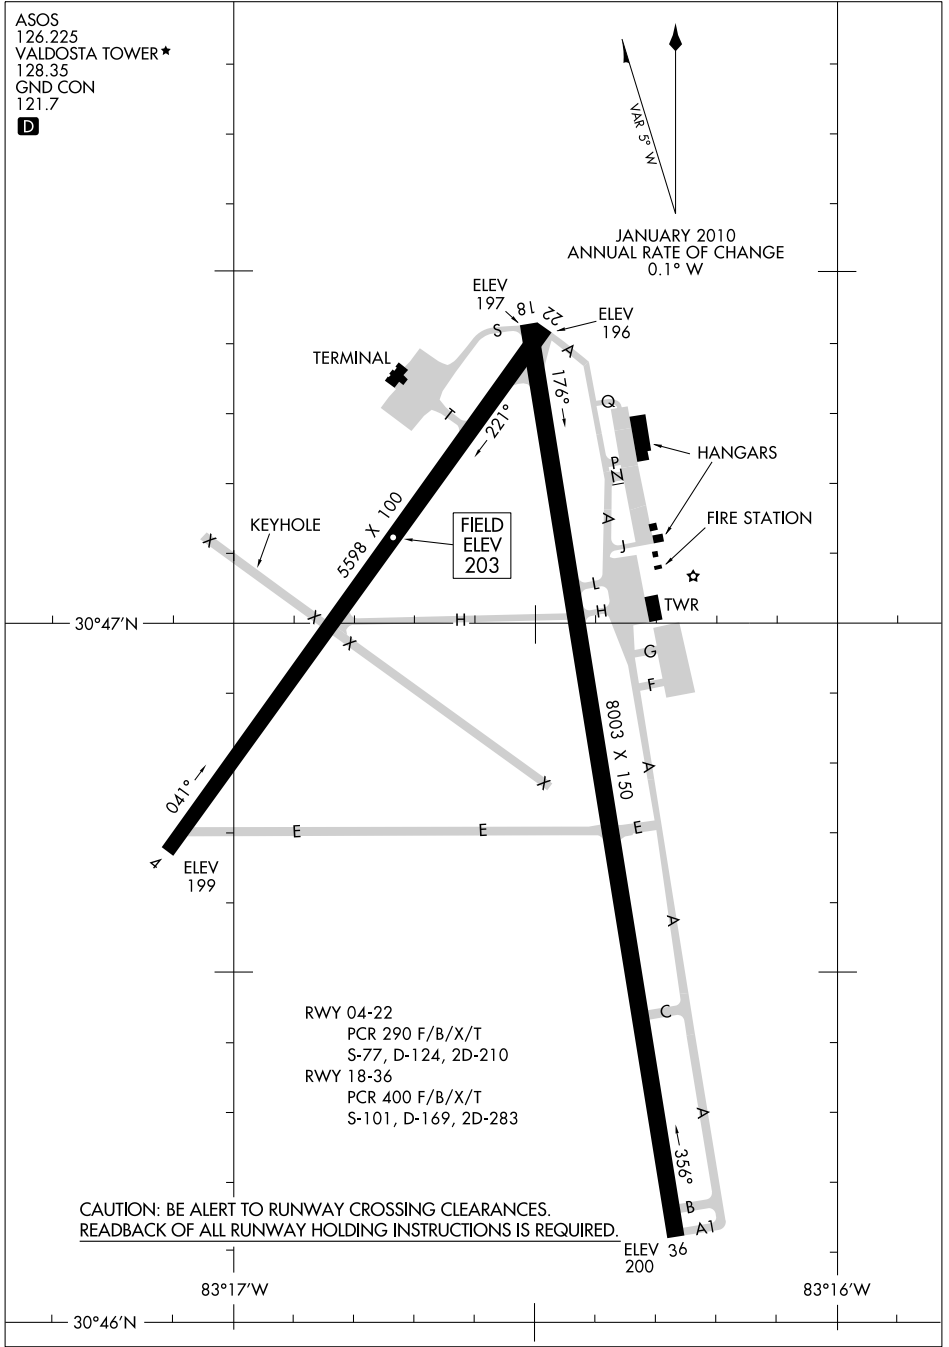 ASOS
126.225
VALDOSTA TOWER★
128.35
GND CON
121.7
D
VAR 5° W
JANUARY 2010
ANNUAL RATE OF CHANGE
0.1° W
ELEV
197
18
22
ELEV
196
S
A
TERMINAL
176°
Q
T
221°
HANGARS
P
N
5598 X 100
KEYHOLE
FIELD
ELEV
203
A
FIRE STATION
J
X
L
TWR
X
H
H
30°47'N
X
G
F
8003 X 150
A
X
041°
E
E
E
4
ELEV
199
A
RWY 04-22
PCR 290 F/B/X/T
S-77, D-124, 2D-210
RWY 18-36
PCR 400 F/B/X/T
S-101, D-169, 2D-283
C
A
356°
CAUTION: BE ALERT TO RUNWAY CROSSING CLEARANCES.
READBACK OF ALL RUNWAY HOLDING INSTRUCTIONS IS REQUIRED.
B
A1
ELEV
200
36
83°17'W
83°16'W
30°46'N